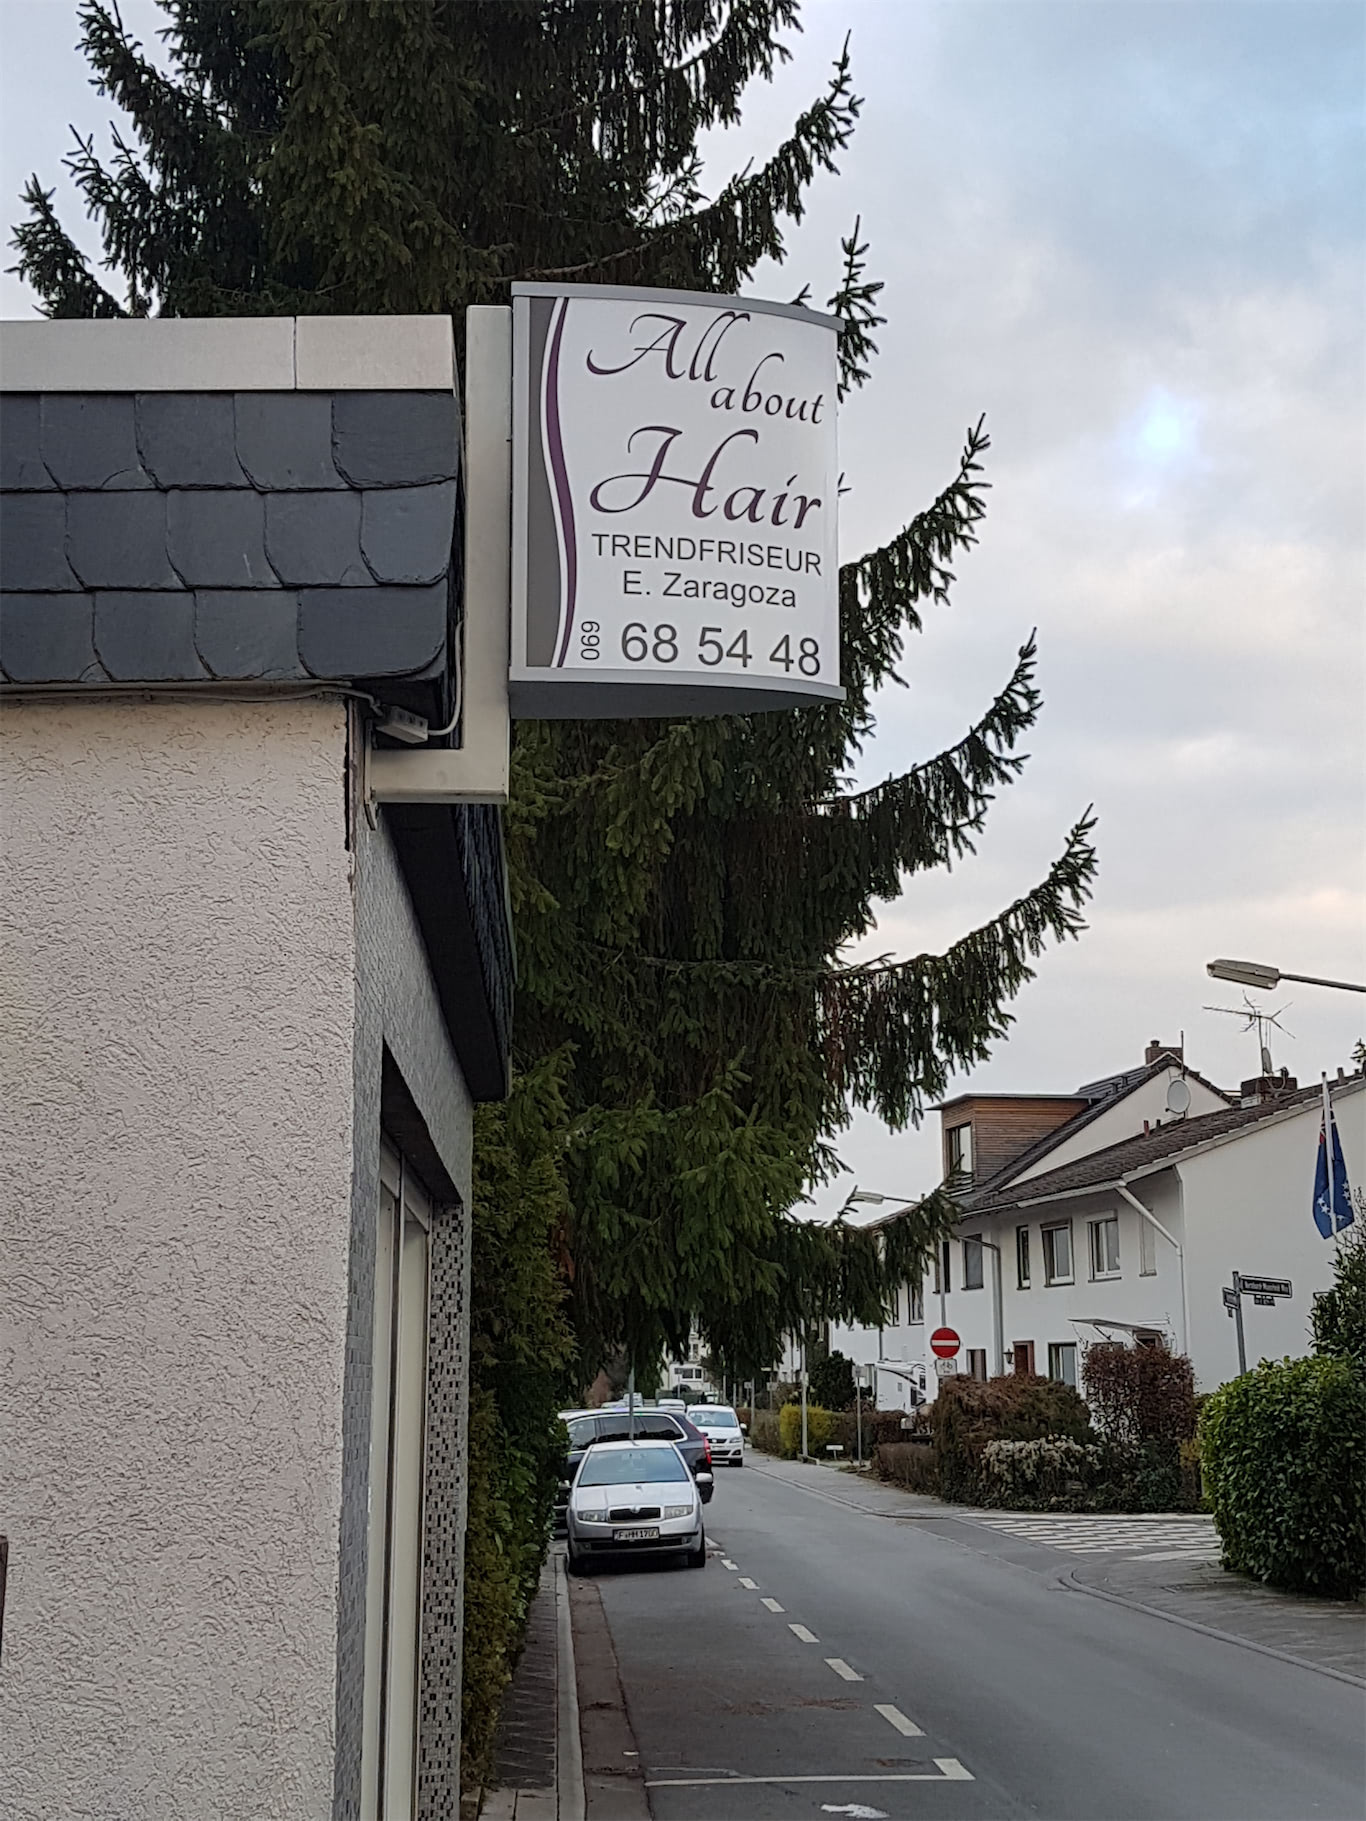 All
about
Hair
TRENDFRISEUR
E. Zaragoza
069 68 54 48